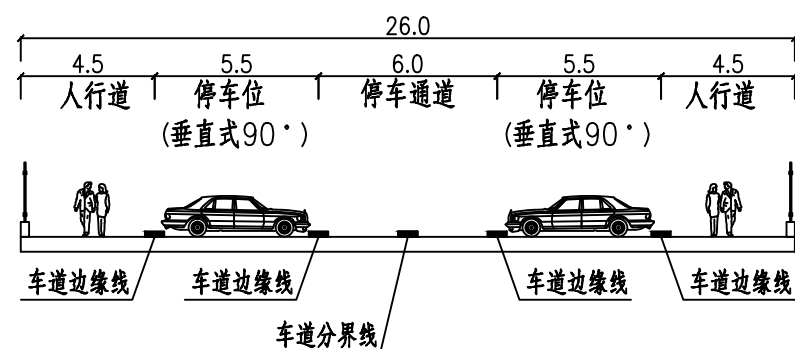 26.0
4.5 5.5 6.0 5.5 4.5
人行道 停车位 停车通道 停车位 人行道
(垂直式90°) (垂直式90°)
车道边缘线 车道边缘线 车道边缘线 车道边缘线
车道分界线